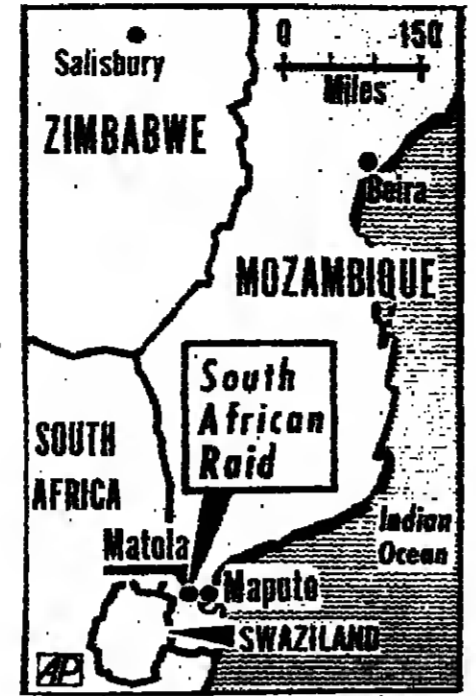 0 150
Miles
Salisbury
ZIMBABWE
Beira
MOZAMBIQUE
South
African
Raid
SOUTH
AFRICA
Indian
Ocean
Matola
Maputo
SWAZILAND
AP